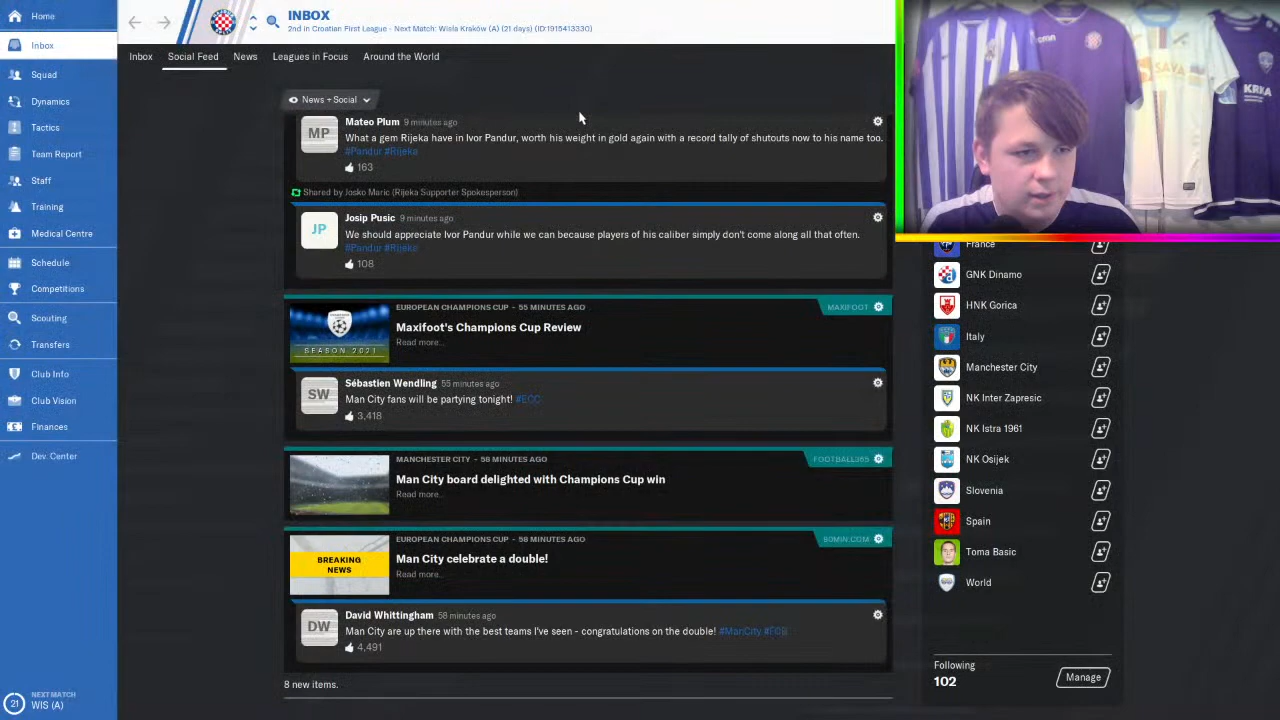 Home
INBOX
2nd in Croatian First League - Next Match: Wisła Kraków (A) (21 days) (ID:1915413330)
Inbox
Squad
Dynamics
Tactics
Team Report
Staff
Training
Medical Centre
Schedule
Competitions
Scouting
Transfers
Club Info
Club Vision
Finances
Dev. Center
21
NEXT MATCH
WIS (A)
Inbox
Social Feed
News
Leagues in Focus
Around the World
News + Social
MP
Mateo Plum 9 minutes ago
What a gem Rijeka have in Ivor Pandur, worth his weight in gold again with a record tally of shutouts now to his name too.
#Pandur #Rijeka
163
Shared by Josko Maric (Rijeka Supporter Spokesperson)
JP
Josip Pusic 9 minutes ago
We should appreciate Ivor Pandur while we can because players of his caliber simply don't come along all that often.
#Pandur #Rijeka
108
SEASON 2021
EUROPEAN CHAMPIONS CUP - 55 MINUTES AGO
MAXIFOOT
Maxifoot's Champions Cup Review
Read more...
SW
Sébastien Wendling 55 minutes ago
Man City fans will be partying tonight! #ECC
3,418
MANCHESTER CITY - 58 MINUTES AGO
FOOTBALL365
Man City board delighted with Champions Cup win
Read more...
BREAKING
NEWS
EUROPEAN CHAMPIONS CUP - 58 MINUTES AGO
90MIN.COM
Man City celebrate a double!
Read more...
DW
David Whittingham 58 minutes ago
Man City are up there with the best teams I've seen - congratulations on the double! #ManCity
4,491
8 new items.
SAVA
KRKA
France
GNK Dinamo
HNK Gorica
Italy
Manchester City
NK Inter Zapresic
NK Istra 1961
NK Osijek
Slovenia
Spain
Toma Basic
World
Following
102
Manage